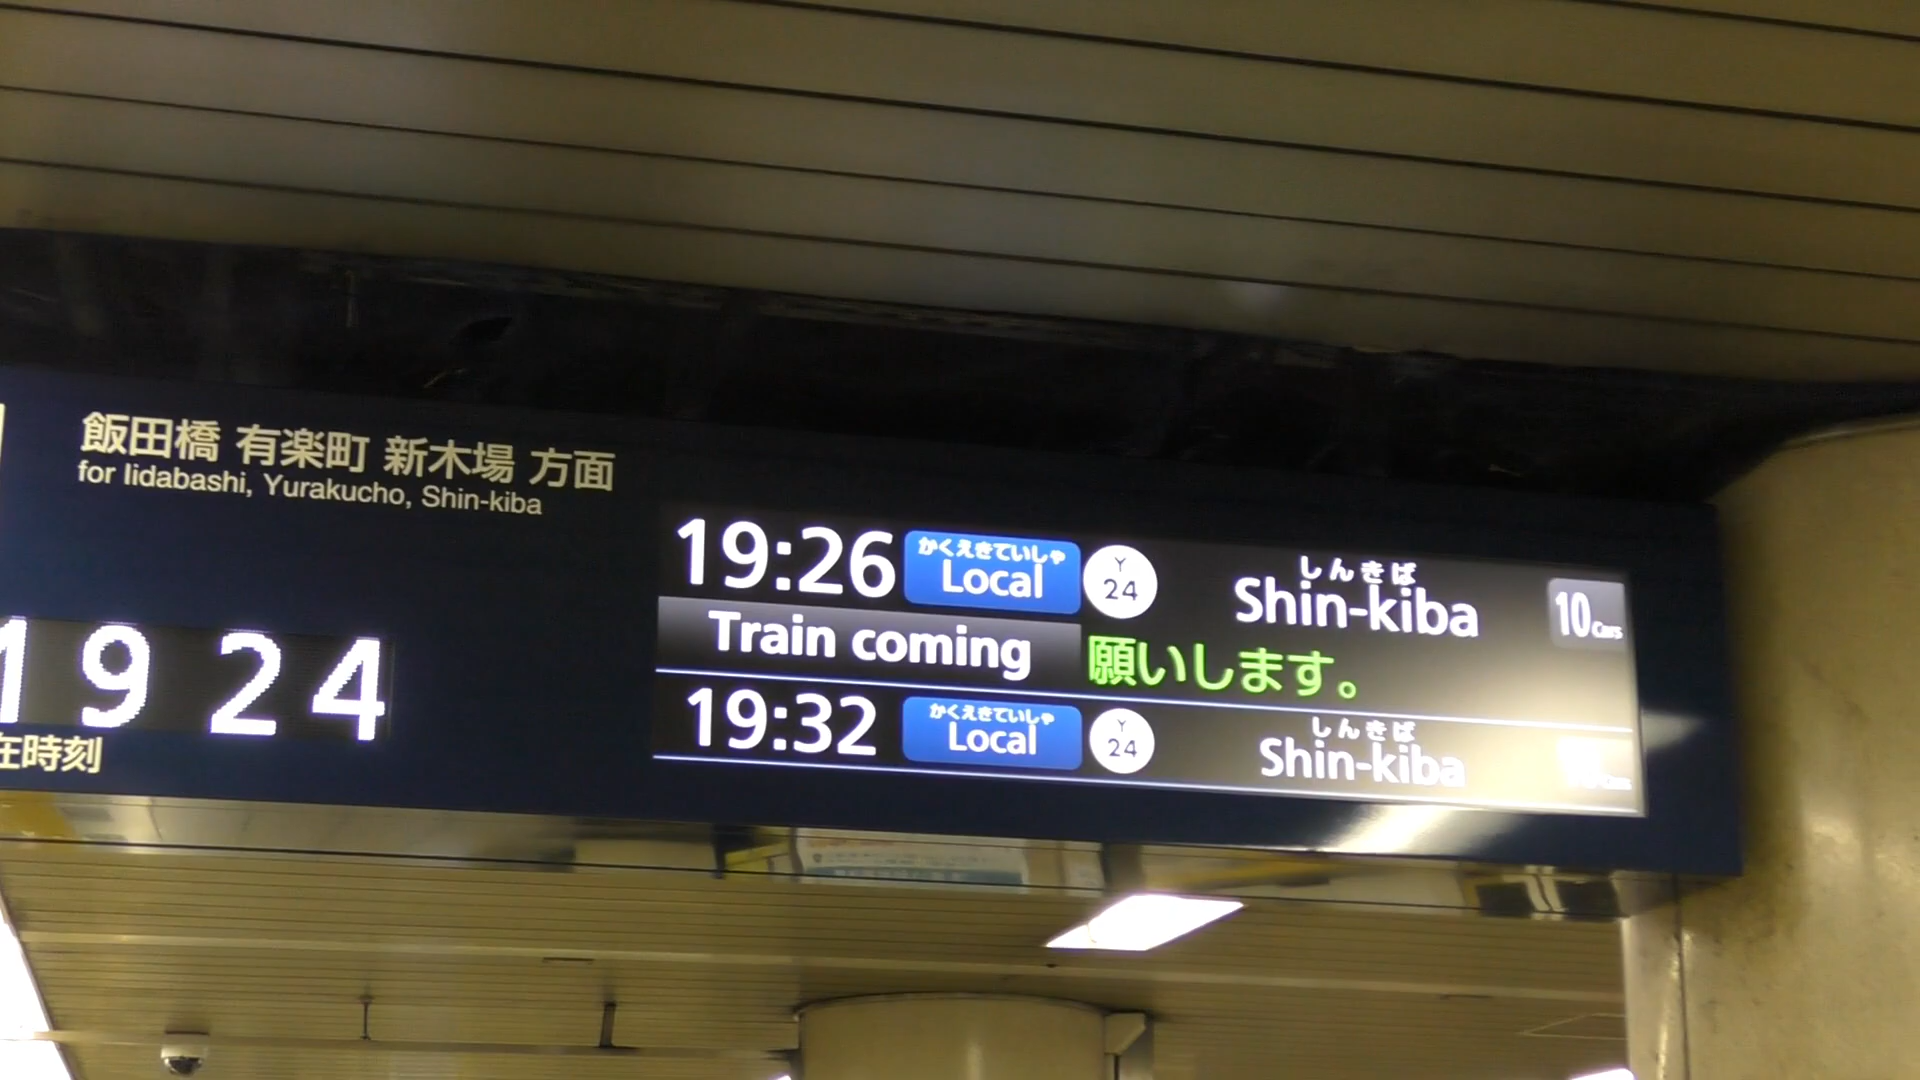 飯田橋 有楽町 新木場 方面
for Iidabashi, Yurakucho, Shin-kiba
19 24
在時刻
19:26 かくえきていしゃ Local Y 24 しんきば Shin-kiba 10 Cars
Train coming 願いします。
19:32 かくえきていしゃ Local Y 24 しんきば Shin-kiba